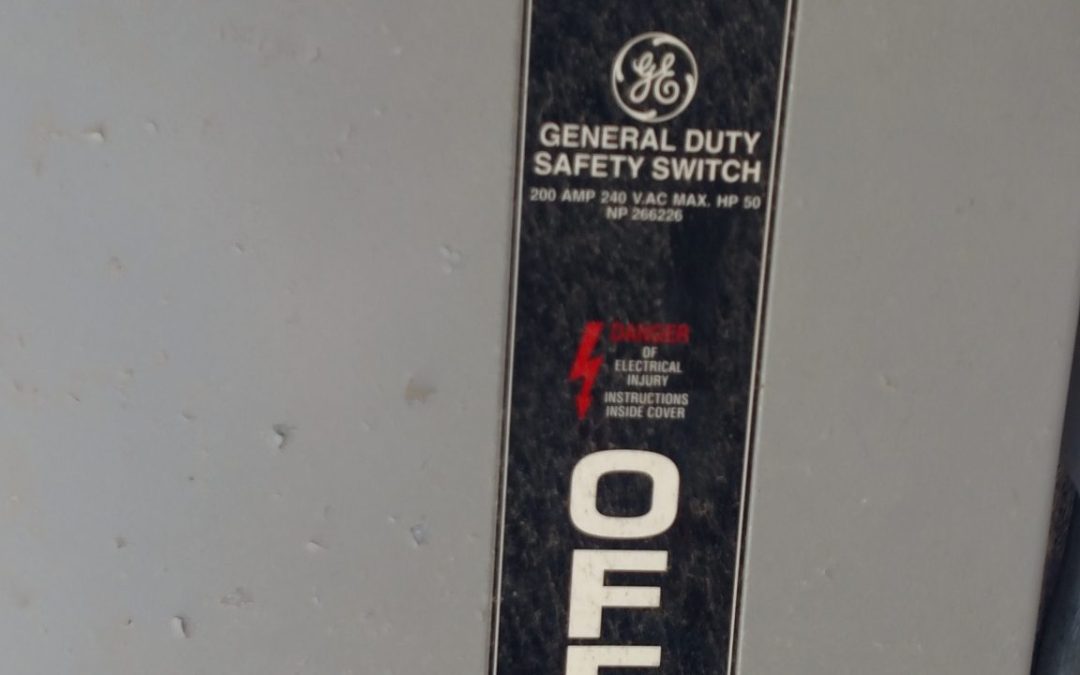 GE
GENERAL DUTY
SAFETY SWITCH
200 AMP 240 V.AC MAX. HP 50
NP 266226
DANGER
OF
ELECTRICAL
INJURY
INSTRUCTIONS
INSIDE COVER
OFF